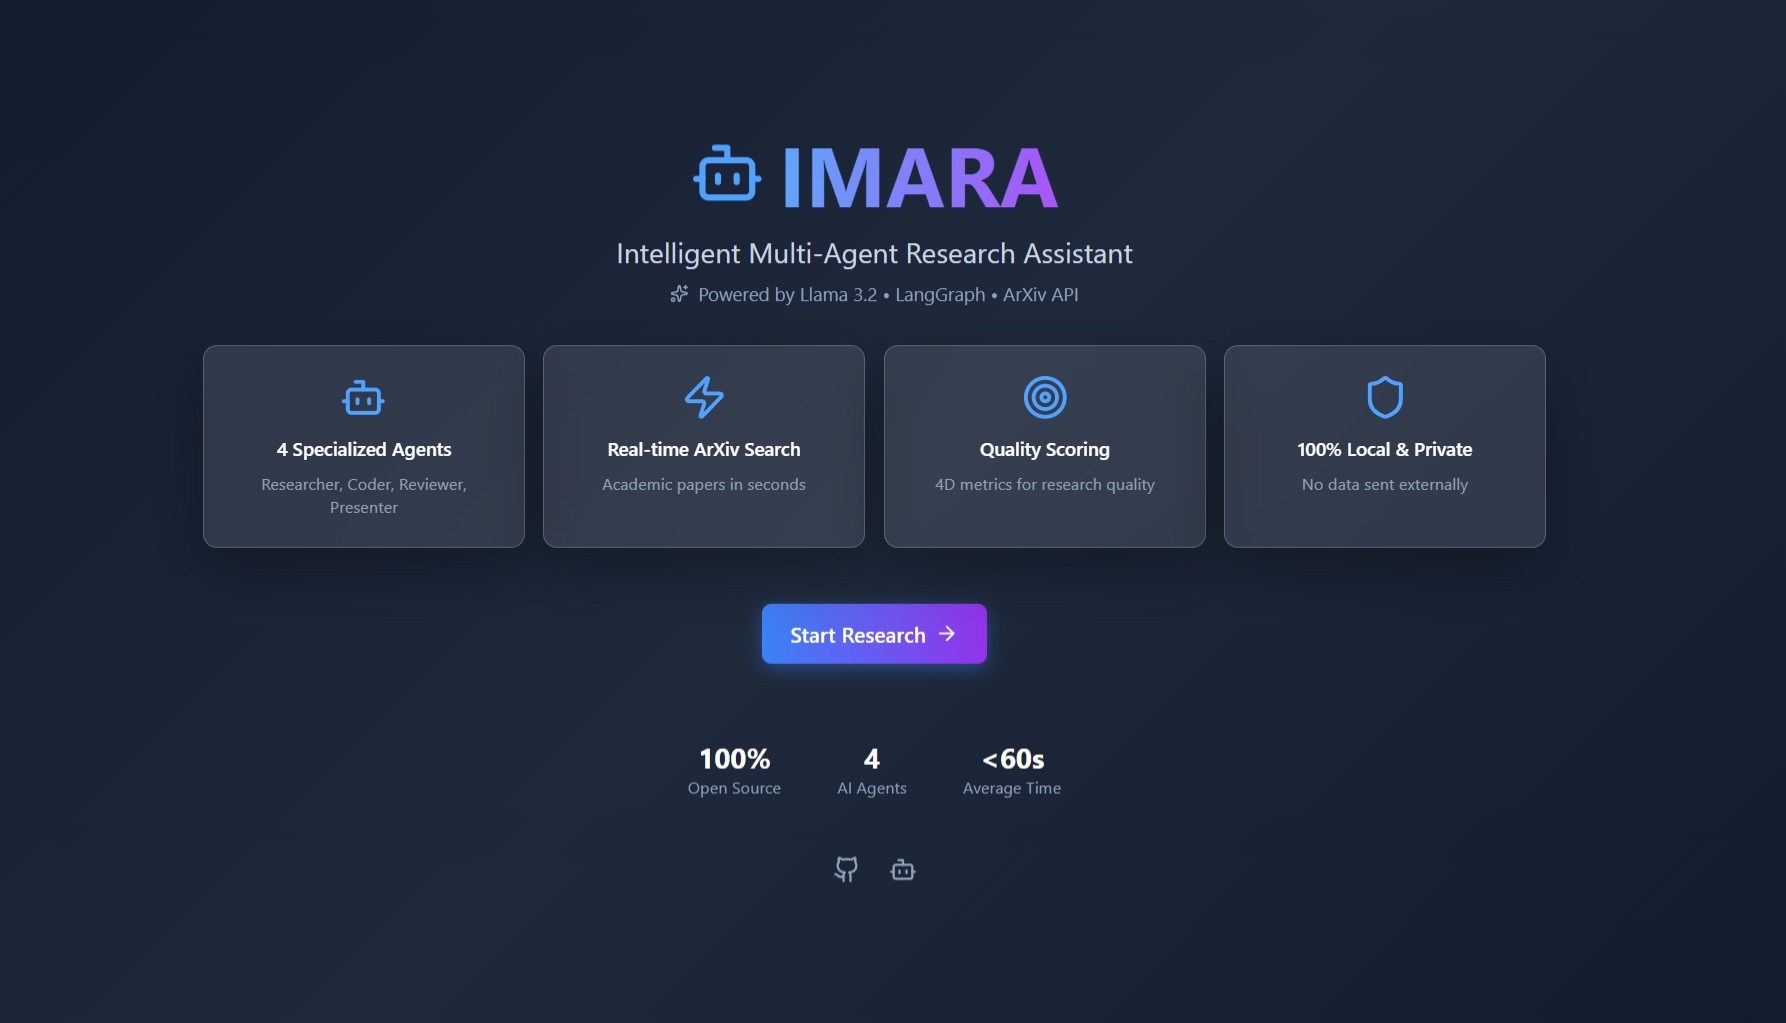 IMARA
Intelligent Multi-Agent Research Assistant
Powered by Llama 3.2 • LangGraph • ArXiv API
4 Specialized Agents
Researcher, Coder, Reviewer,
Presenter
Real-time ArXiv Search
Academic papers in seconds
Quality Scoring
4D metrics for research quality
100% Local & Private
No data sent externally
Start Research →
100%
Open Source
4
AI Agents
<60s
Average Time